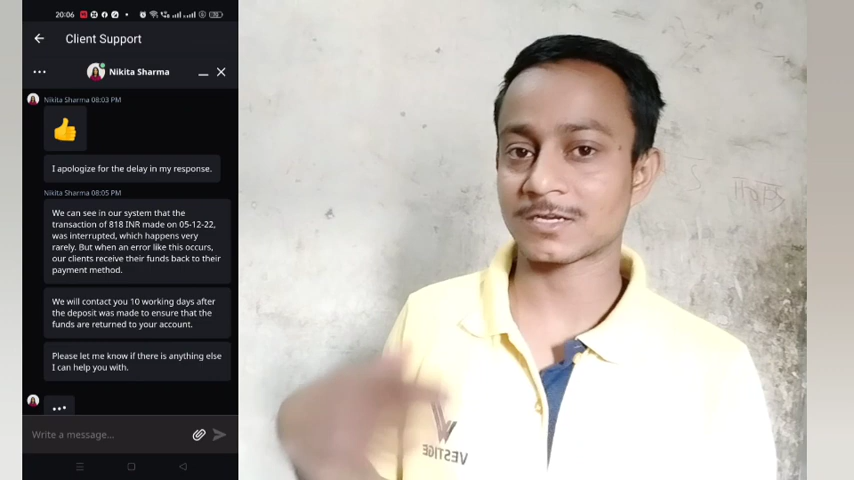 20:06
Client Support
Nikita Sharma
Nikita Sharma 08:03 PM
I apologize for the delay in my response.
Nikita Sharma 08:05 PM
We can see in our system that the
transaction of 818 INR made on 05-12-22,
was interrupted, which happens very
rarely. But when an error like this occurs,
our clients receive their funds back to their
payment method.
We will contact you 10 working days after
the deposit was made to ensure that the
funds are returned to your account.
Please let me know if there is anything else
I can help you with.
Write a message...
VESTIGE